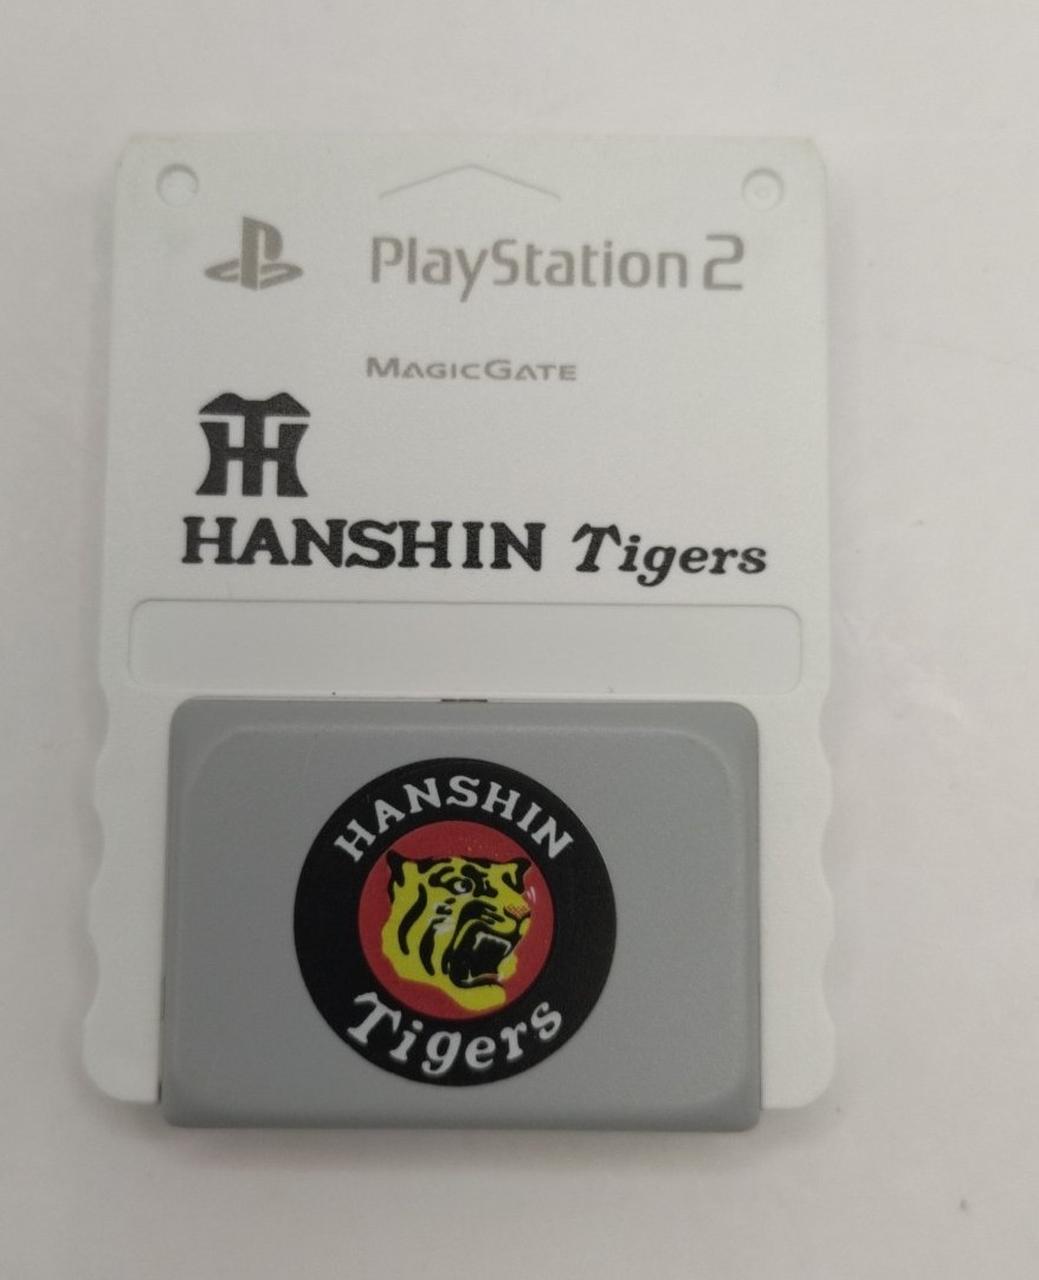 PlayStation 2
MAGICGATE
HANSHIN Tigers
HANSHIN
Tigers